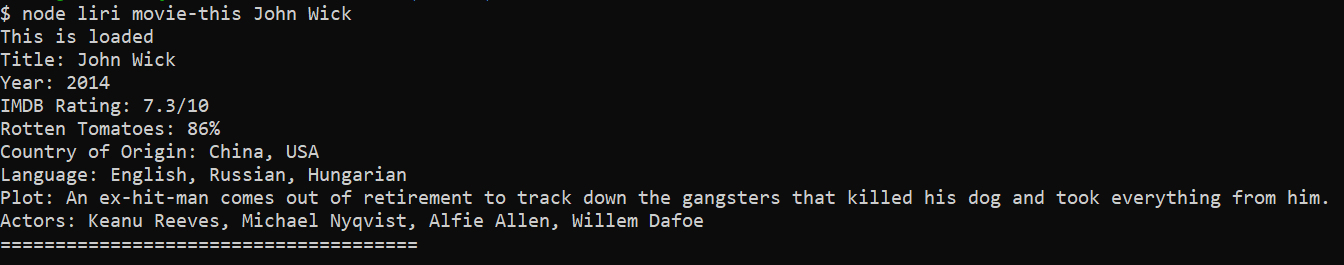 $ node liri movie-this John Wick
This is loaded
Title: John Wick
Year: 2014
IMDB Rating: 7.3/10
Rotten Tomatoes: 86%
Country of Origin: China, USA
Language: English, Russian, Hungarian
Plot: An ex-hit-man comes out of retirement to track down the gangsters that killed his dog and took everything from him.
Actors: Keanu Reeves, Michael Nyqvist, Alfie Allen, Willem Dafoe
======================================